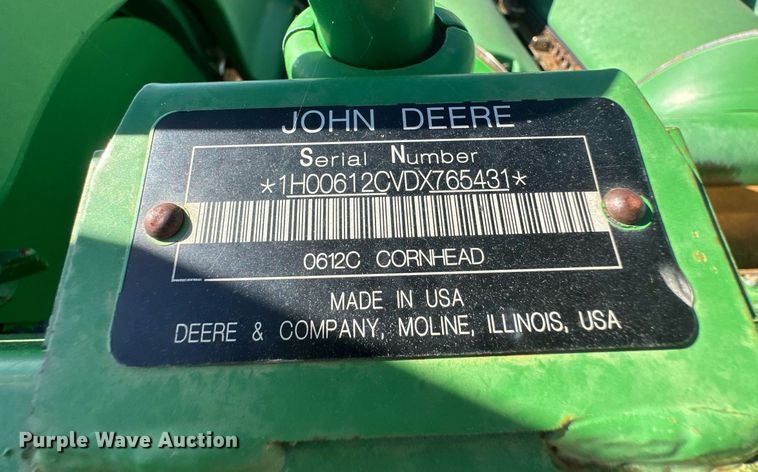 JOHN DEERE
Serial Number
*1H00612CVDX765431*
0612C CORNHEAD
MADE IN USA
DEERE & COMPANY, MOLINE, ILLINOIS, USA
Purple Wave Auction